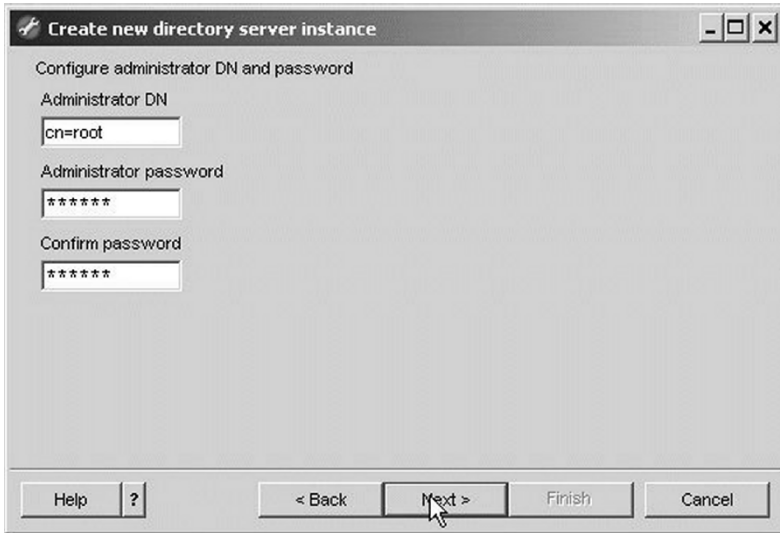 Create new directory server instance
Configure administrator DN and password
Administrator DN
cn=root
Administrator password
******
Confirm password
******
Help ? < Back Next > Finish Cancel